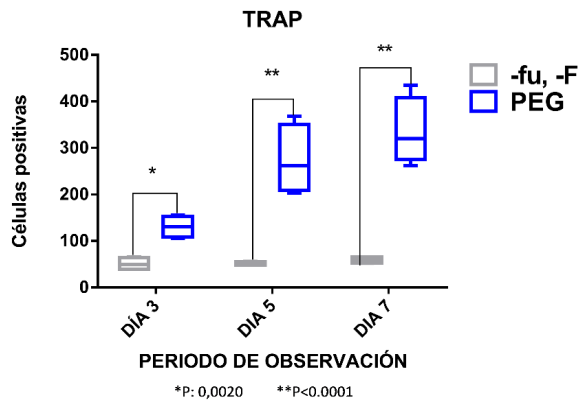 TRAP
-fu, -F
PEG
Células positivas
500
400
300
200
100
0
*
**
**
DÍA 3
DIA 5
DIA 7
PERIODO DE OBSERVACIÓN
*P: 0,0020 **P<0.0001